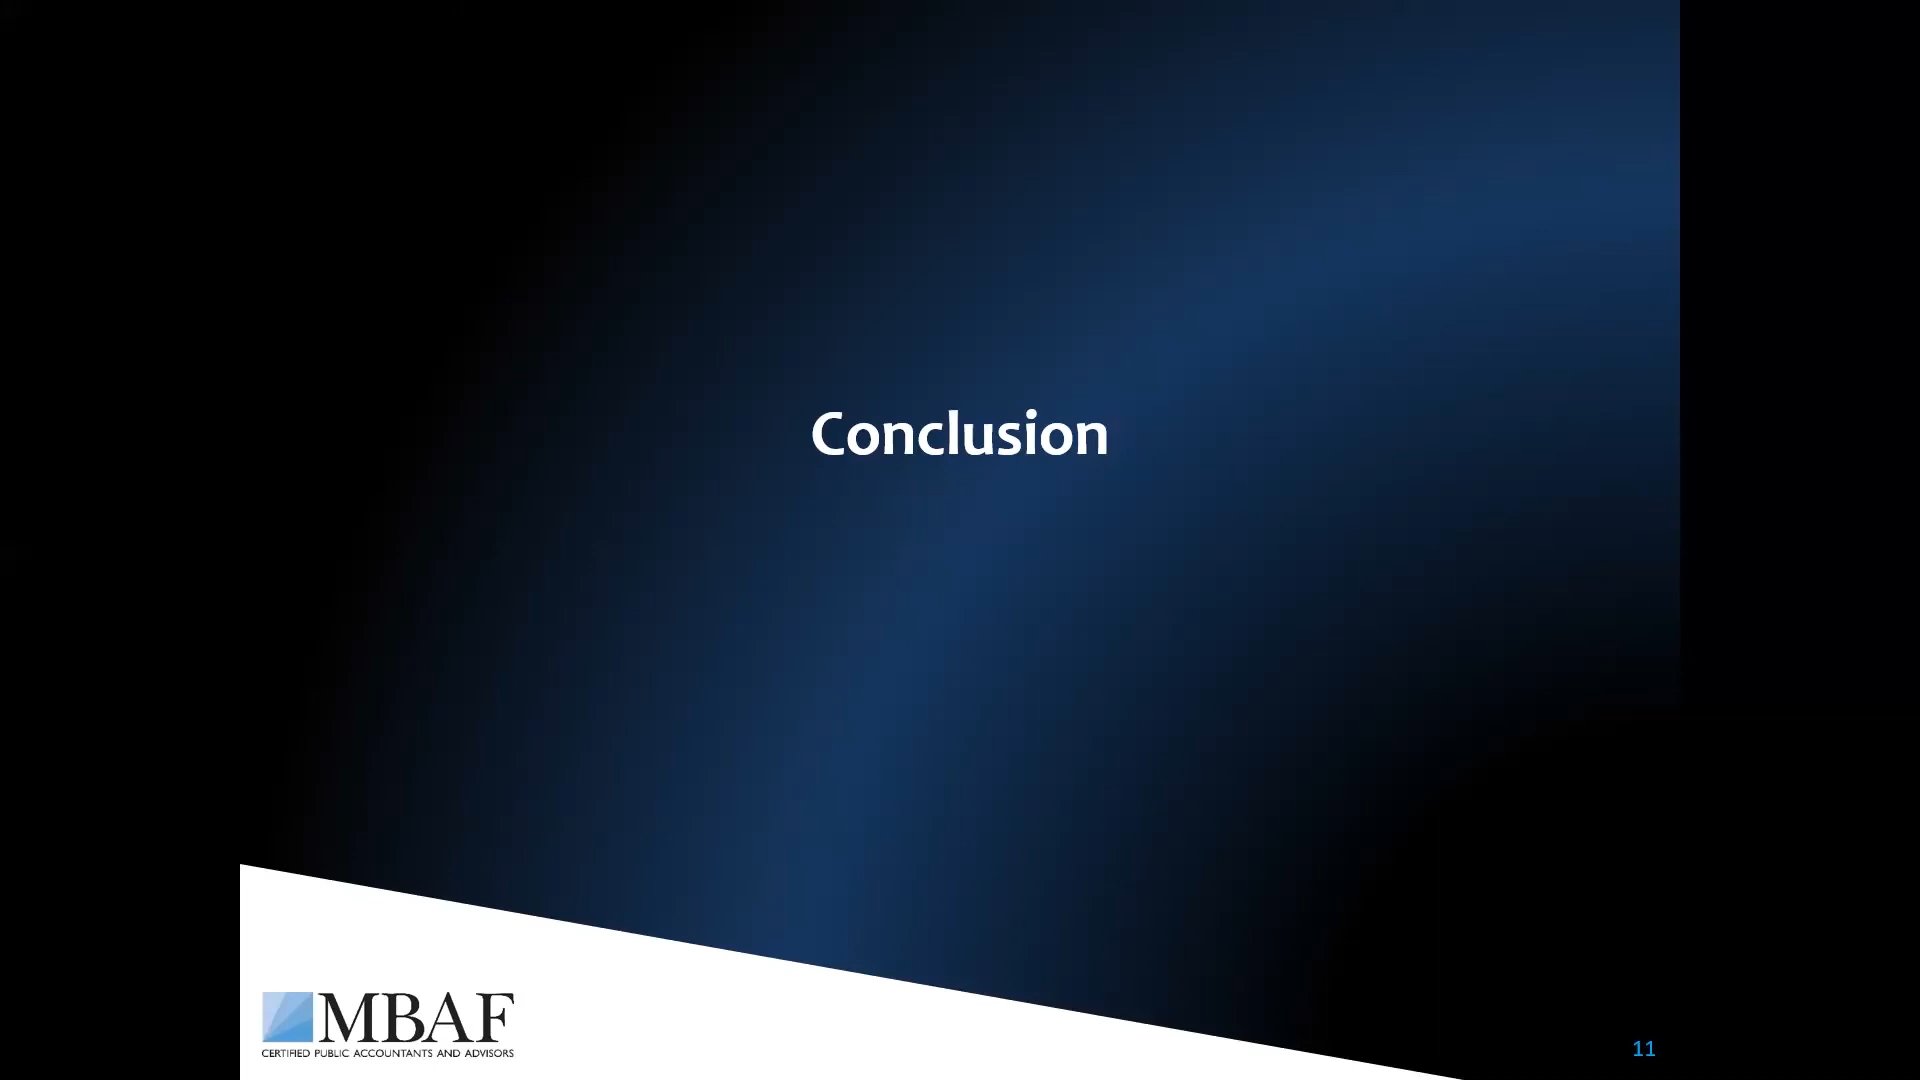 Conclusion
MBAF
CERTIFIED PUBLIC ACCOUNTANTS AND ADVISORS
11